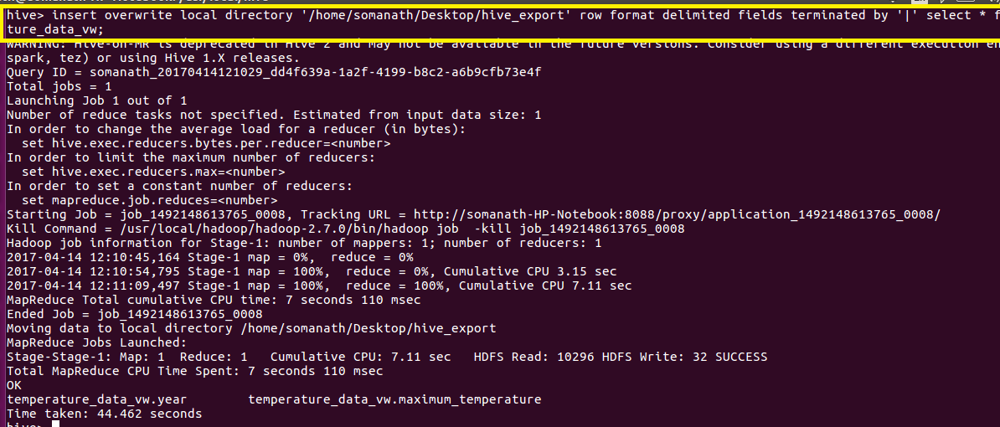 hive> insert overwrite local directory '/home/somanath/Desktop/hive_export' row format delimited fields terminated by '|' select * f
ture_data_vw;
WARNING: Hive-on-MR is deprecated in Hive 2 and may not be available in the future versions. Consider using a different execution en
spark, tez) or using Hive 1.X releases.
Query ID = somanath_20170414121029_dd4f639a-1a2f-4199-b8c2-a6b9cfb73e4f
Total jobs = 1
Launching Job 1 out of 1
Number of reduce tasks not specified. Estimated from input data size: 1
In order to change the average load for a reducer (in bytes):
  set hive.exec.reducers.bytes.per.reducer=<number>
In order to limit the maximum number of reducers:
  set hive.exec.reducers.max=<number>
In order to set a constant number of reducers:
  set mapreduce.job.reduces=<number>
Starting Job = job_1492148613765_0008, Tracking URL = http://somanath-HP-Notebook:8088/proxy/application_1492148613765_0008/
Kill Command = /usr/local/hadoop/hadoop-2.7.0/bin/hadoop job  -kill job_1492148613765_0008
Hadoop job information for Stage-1: number of mappers: 1; number of reducers: 1
2017-04-14 12:10:45,164 Stage-1 map = 0%,  reduce = 0%
2017-04-14 12:10:54,795 Stage-1 map = 100%,  reduce = 0%, Cumulative CPU 3.15 sec
2017-04-14 12:11:09,497 Stage-1 map = 100%,  reduce = 100%, Cumulative CPU 7.11 sec
MapReduce Total cumulative CPU time: 7 seconds 110 msec
Ended Job = job_1492148613765_0008
Moving data to local directory /home/somanath/Desktop/hive_export
MapReduce Jobs Launched:
Stage-Stage-1: Map: 1  Reduce: 1   Cumulative CPU: 7.11 sec   HDFS Read: 10296 HDFS Write: 32 SUCCESS
Total MapReduce CPU Time Spent: 7 seconds 110 msec
OK
temperature_data_vw.year        temperature_data_vw.maximum_temperature
Time taken: 44.462 seconds
hive>